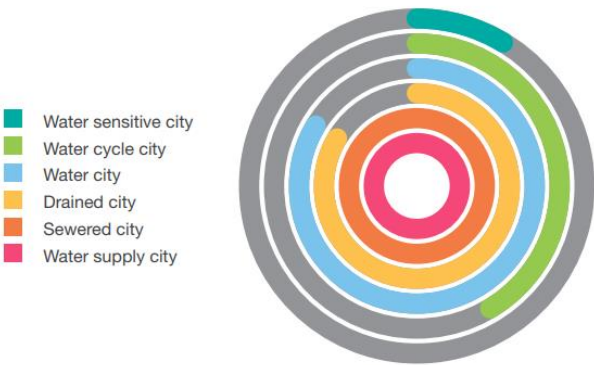 Water sensitive city
Water cycle city
Water city
Drained city
Sewered city
Water supply city